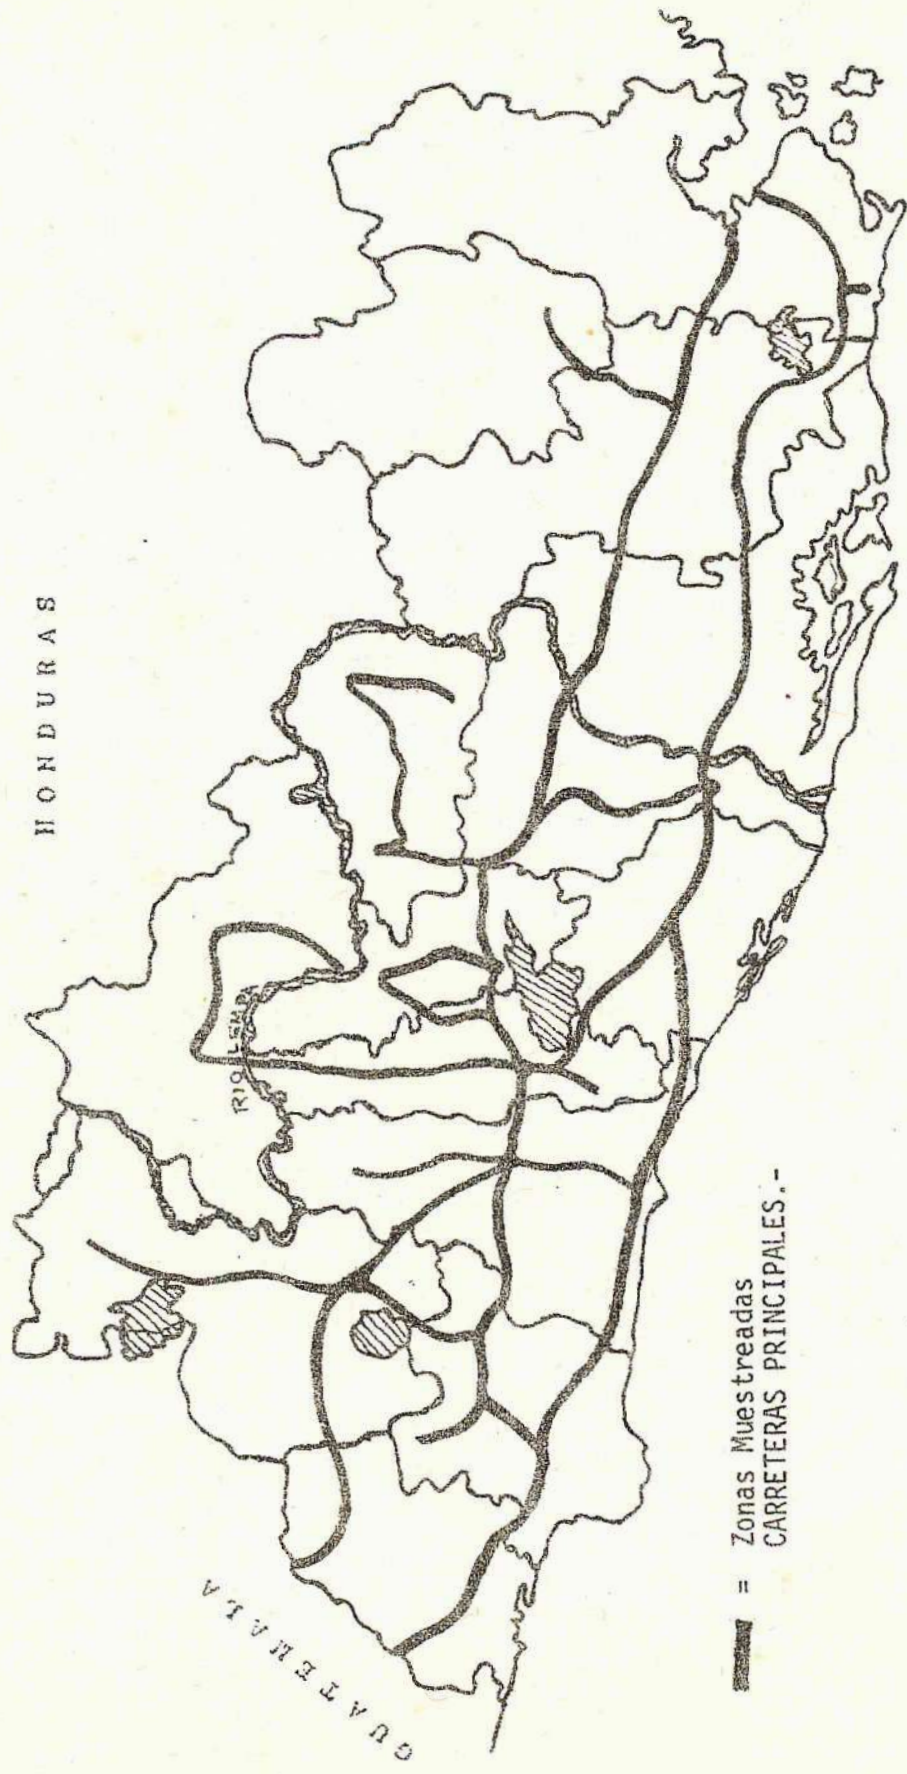 HONDURAS
RIO LEMPA
GUATEMALA
= Zonas Muestreadas
CARRETERAS PRINCIPALES.-